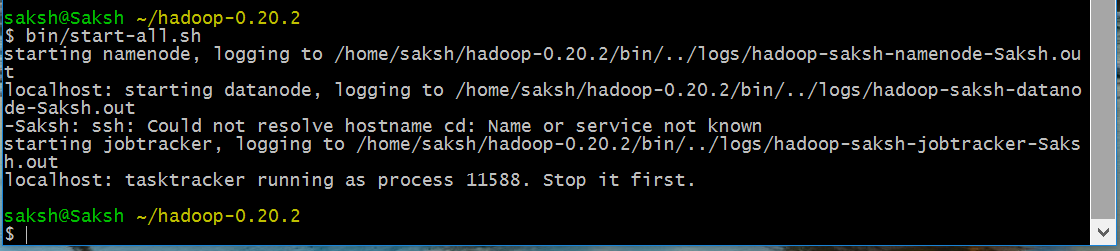 saksh@Saksh ~/hadoop-0.20.2
$ bin/start-all.sh
starting namenode, logging to /home/saksh/hadoop-0.20.2/bin/../logs/hadoop-saksh-namenode-Saksh.ou
t
localhost: starting datanode, logging to /home/saksh/hadoop-0.20.2/bin/../logs/hadoop-saksh-datano
de-Saksh.out
-Saksh: ssh: Could not resolve hostname cd: Name or service not known
starting jobtracker, logging to /home/saksh/hadoop-0.20.2/bin/../logs/hadoop-saksh-jobtracker-Saks
h.out
localhost: tasktracker running as process 11588. Stop it first.
saksh@Saksh ~/hadoop-0.20.2
$